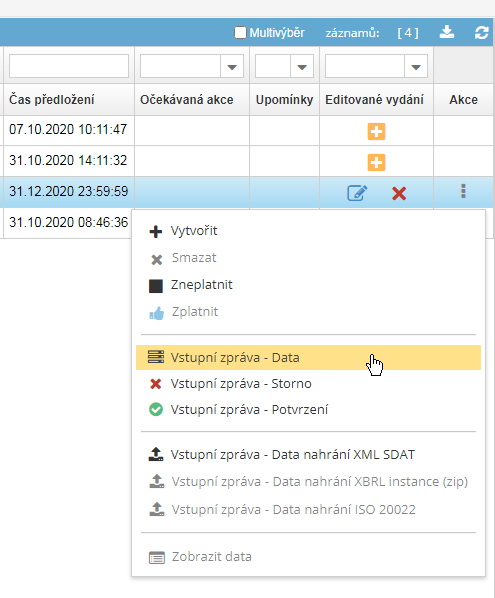 Multivýběr záznamů: [ 4 ]
Čas předložení Očekávaná akce Upomínky Editované vydání Akce
07.10.2020 10:11:47
31.10.2020 14:11:32
31.12.2020 23:59:59
31.10.2020 08:46:36
Vytvořit
Smazat
Zneplatnit
Zplatnit
Vstupní zpráva - Data
Vstupní zpráva - Storno
Vstupní zpráva - Potvrzení
Vstupní zpráva - Data nahrání XML SDAT
Vstupní zpráva - Data nahrání XBRL instance (zip)
Vstupní zpráva - Data nahrání ISO 20022
Zobrazit data